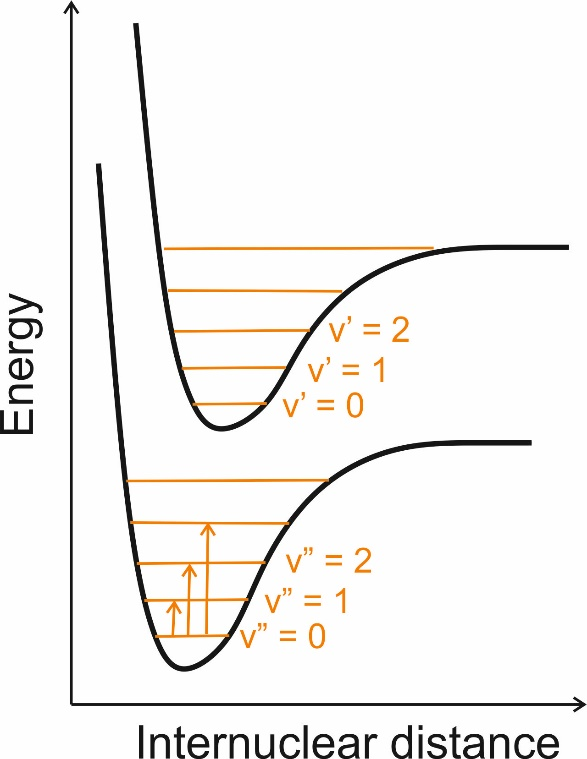 Energy
v’ = 2
v’ = 1
v’ = 0
v” = 2
v” = 1
v” = 0
Internuclear distance